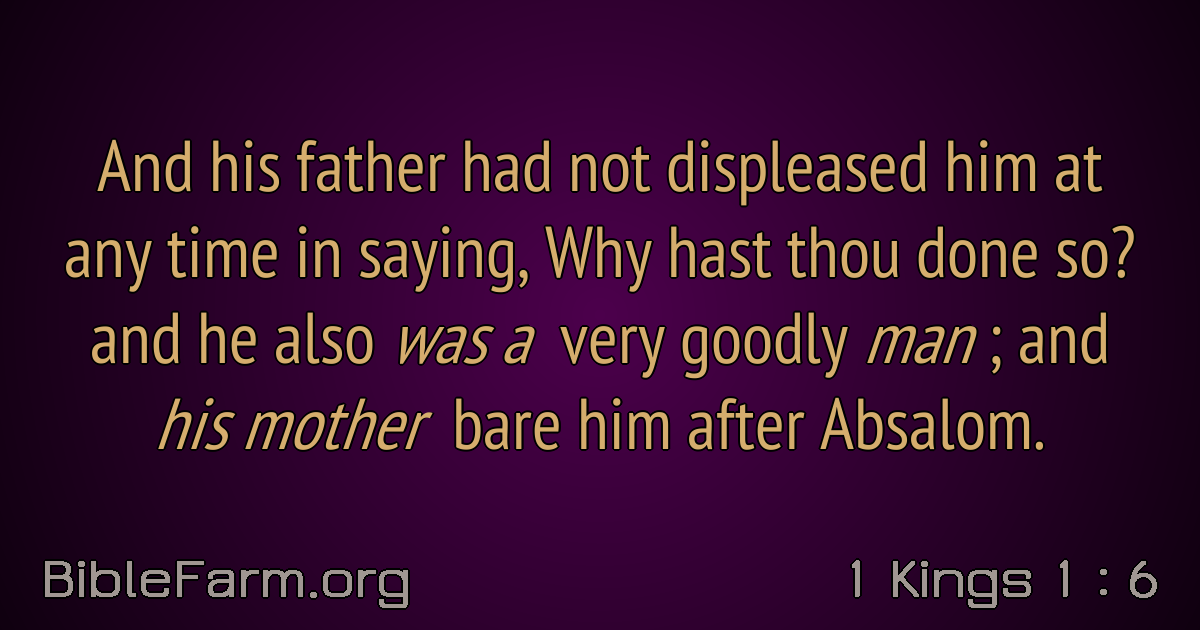 And his father had not displeased him at
any time in saying, Why hast thou done so?
and he also was a very goodly man ; and
his mother bare him after Absalom.
BibleFarm.org
1 Kings 1 : 6